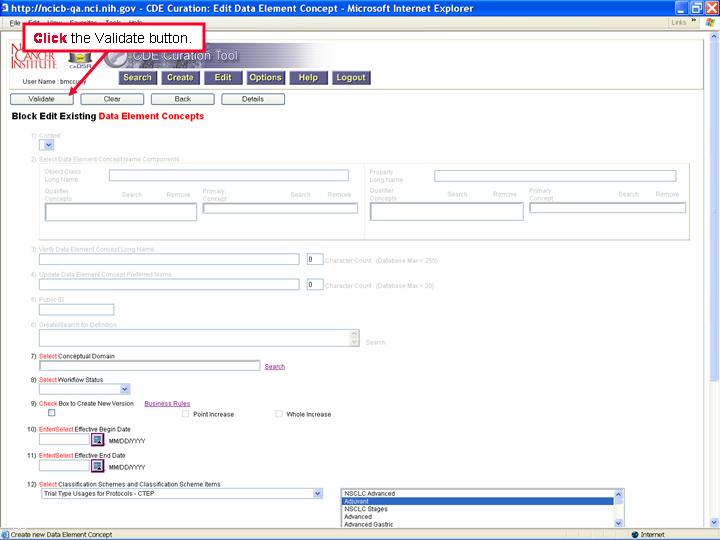 http://ncicb-qa.nci.nih.gov - CDE Curation: Edit Data Element Concept - Microsoft Internet Explorer
File Edit View Favorites Tools Help
Links »
Click the Validate button.
CANCER
INSTITUTE
caDSR
CDE Curation Tool
User Name :
Search Create Edit Options Help Logout
Validate Clear Back Details
Block Edit Existing Data Element Concepts
1) Context
2) Select Data Element Concept Name Components
Object Class
Long Name
Property
Long Name
Qualifier
Concepts
Search Remove
Primary
Concept
Search Remove
Qualifier
Concepts
Search Remove
Primary
Concept
Search Remove
3) Verify Data Element Concept Long Name
0 Character Count (Database Max = 255)
4) Update Data Element Concept Preferred Name
0 Character Count (Database Max = 30)
5) Public ID
6) Create/Search for Definition
Search
7) Select Conceptual Domain
Search
8) Select Workflow Status
9) Check Box to Create New Version Business Rules
Point Increase Whole Increase
10) Enter/Select Effective Begin Date
MM/DD/YYYY
11) Enter/Select Effective End Date
MM/DD/YYYY
12) Select Classification Schemes and Classification Scheme Items
Trial Type Usages for Protocols - CTEP
NSCLC Advanced
Adjuvant
NSCLC Stages
Advanced
Advanced Gastric
Create new Data Element Concept
Internet